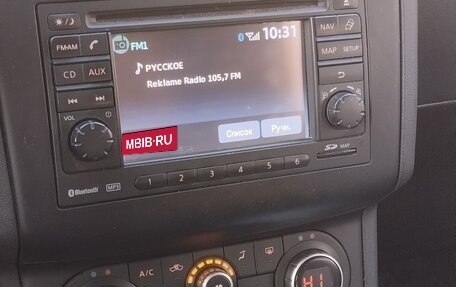 FM1
10:31
FM•AM
NAV
CD
AUX
MAP
SETUP
РУССКОЕ
Reklame Radio 105,7 FM
VOL
MBIB-RU
Список
Ручн.
SD MAP
Bluetooth
MP3
1 2 3 4 5 6
A/C
HI